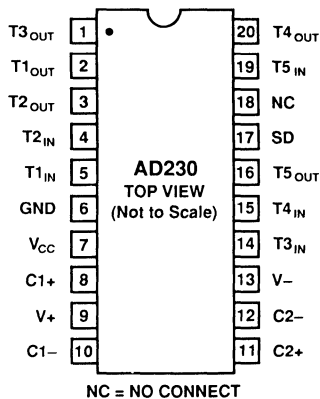 T3OUT 1 20 T4OUT
T1OUT 2 19 T5IN
T2OUT 3 18 NC
T2IN 4 17 SD
T1IN 5 16 T5OUT
GND 6 15 T4IN
VCC 7 14 T3IN
C1+ 8 13 V–
V+ 9 12 C2–
C1– 10 11 C2+
AD230
TOP VIEW
(Not to Scale)
NC = NO CONNECT